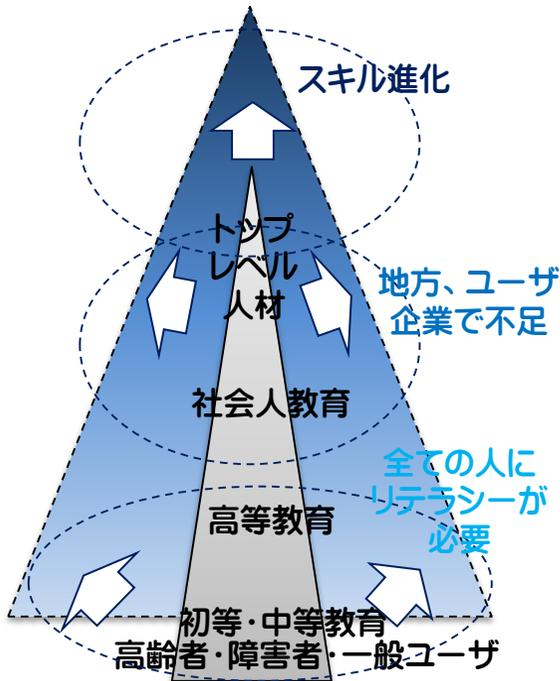 スキル進化
トップ
レベル
人材
地方、ユーザ
企業で不足
社会人教育
全ての人に
リテラシーが
必要
高等教育
初等・中等教育
高齢者・障害者・一般ユーザ